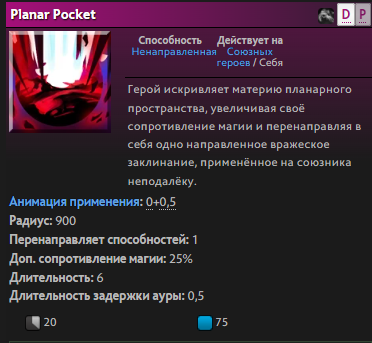 Planar Pocket
D P
Способность Действует на
Ненаправленная Союзных
героев / Себя
Герой искривляет материю планарного
пространства, увеличивая своё
сопротивление магии и перенаправляя в
себя одно направленное вражеское
заклинание, применённое на союзника
неподалёку.
Анимация применения: 0+0,5
Радиус: 900
Перенаправляет способностей: 1
Доп. сопротивление магии: 25%
Длительность: 6
Длительность задержки ауры: 0,5
20 75